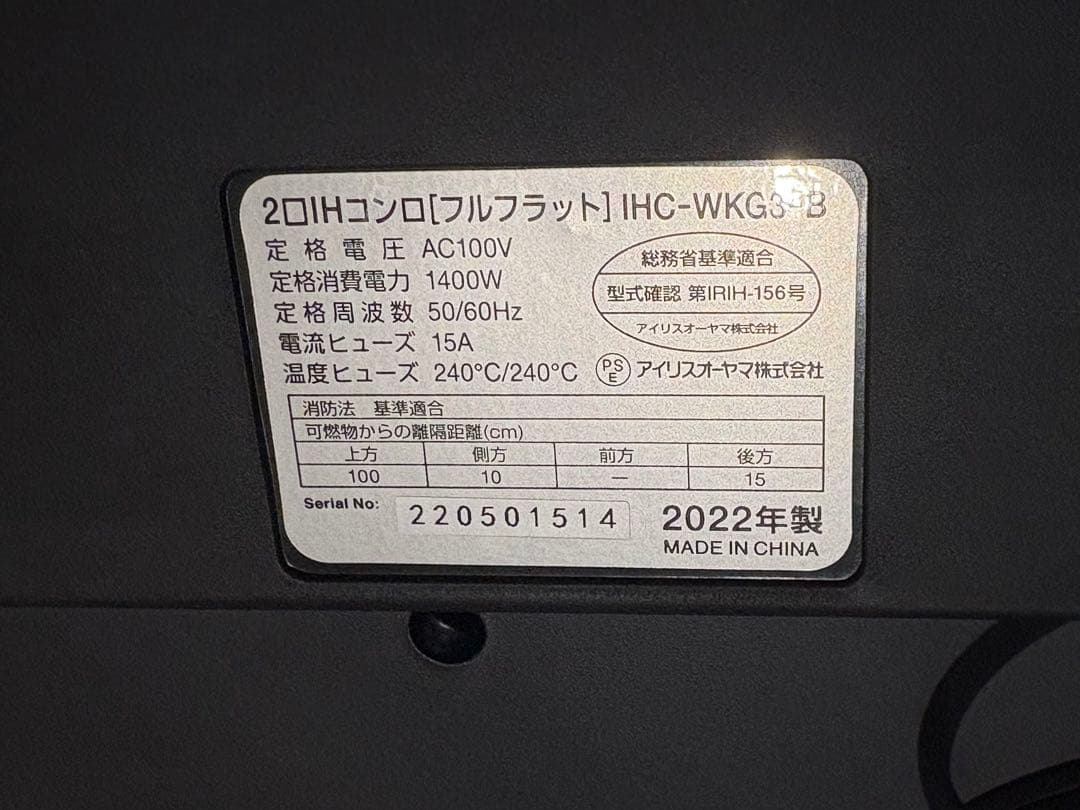 2口IHコンロ[フルフラット] IHC-WKG3-B
定格電圧 AC100V
定格消費電力 1400W
定格周波数 50/60Hz
電流ヒューズ 15A
温度ヒューズ 240℃/240℃
総務省基準適合
型式確認 第IRIH-156号
アイリスオーヤマ株式会社
PSE アイリスオーヤマ株式会社
消防法 基準適合
可燃物からの離隔距離(cm)
上方 側方 前方 後方
100 10 — 15
Serial No: 220501514
2022年製
MADE IN CHINA